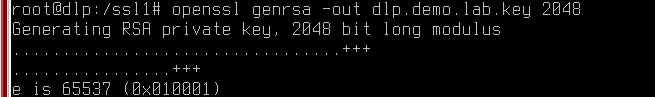 root@dlp:/ssl1# openssl genrsa -out dlp.demo.lab.key 2048
Generating RSA private key, 2048 bit long modulus
.................................+++
................+++
e is 65537 (0x010001)